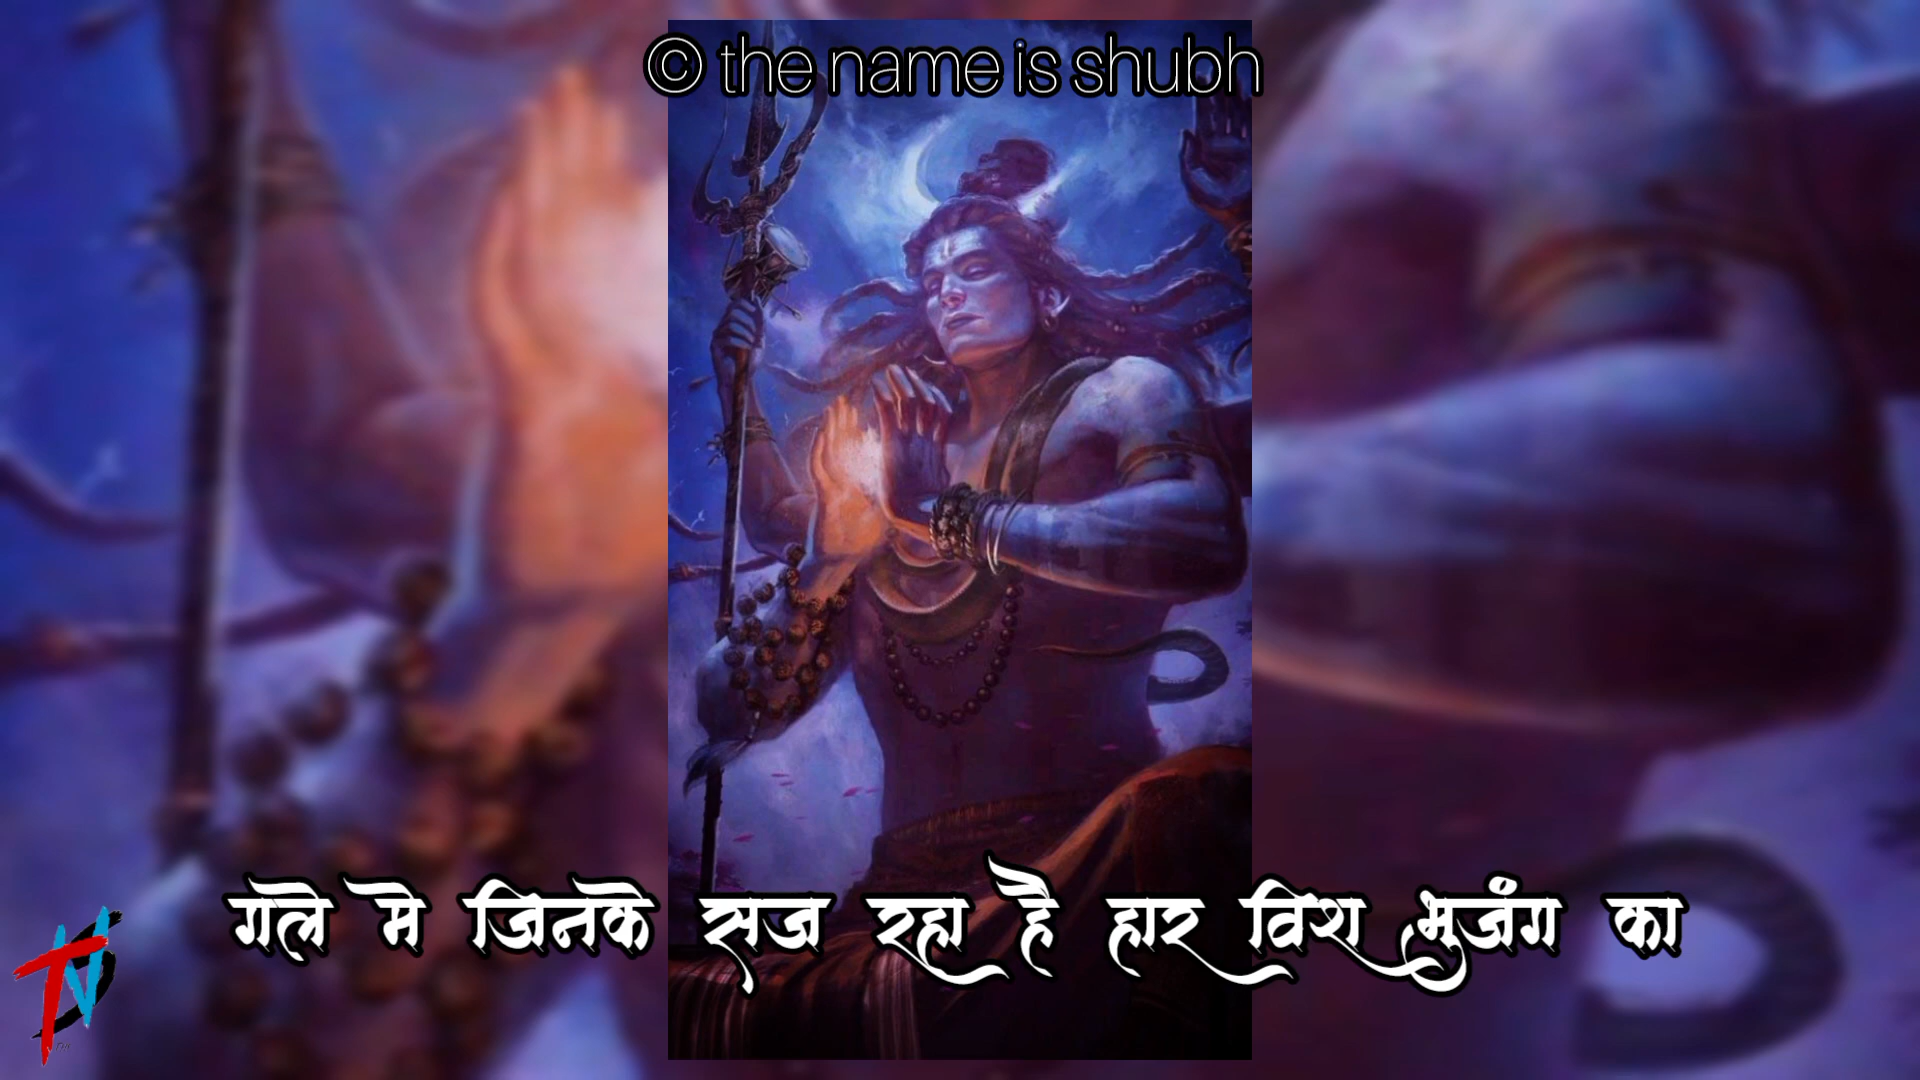 © the name is shubh
गले मे जिनके सज रहा है हार विश भुजंग का